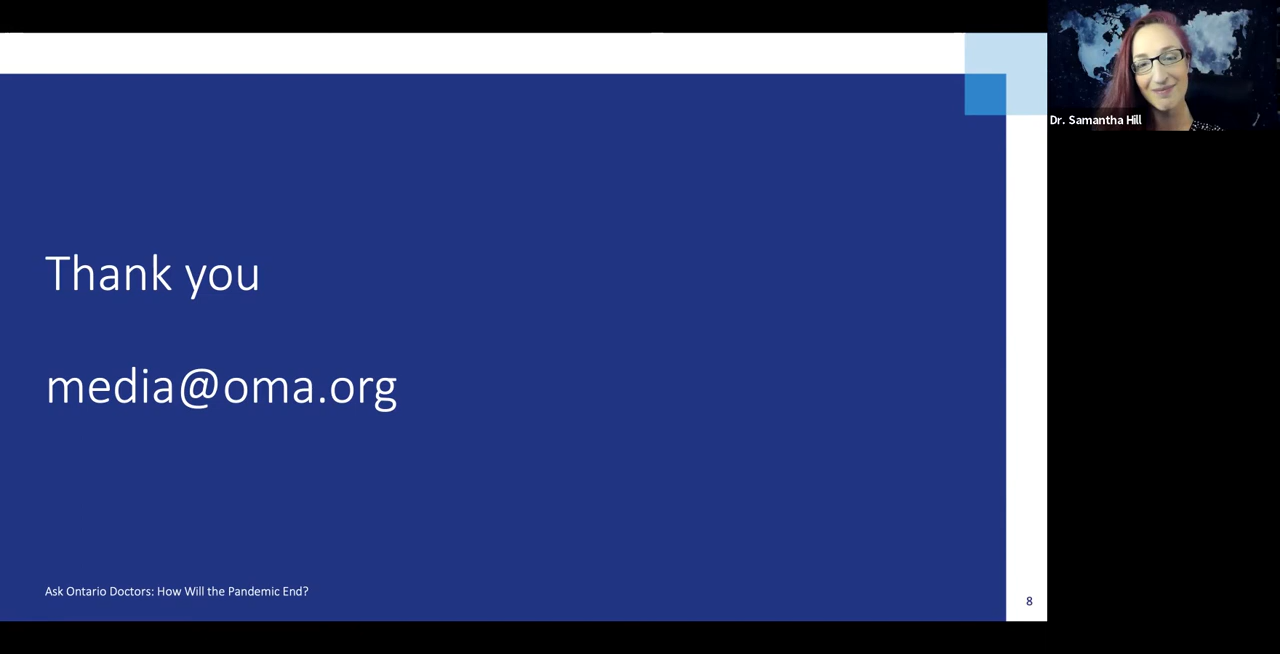 Thank you
media@oma.org
Ask Ontario Doctors: How Will the Pandemic End?
8
Dr. Samantha Hill